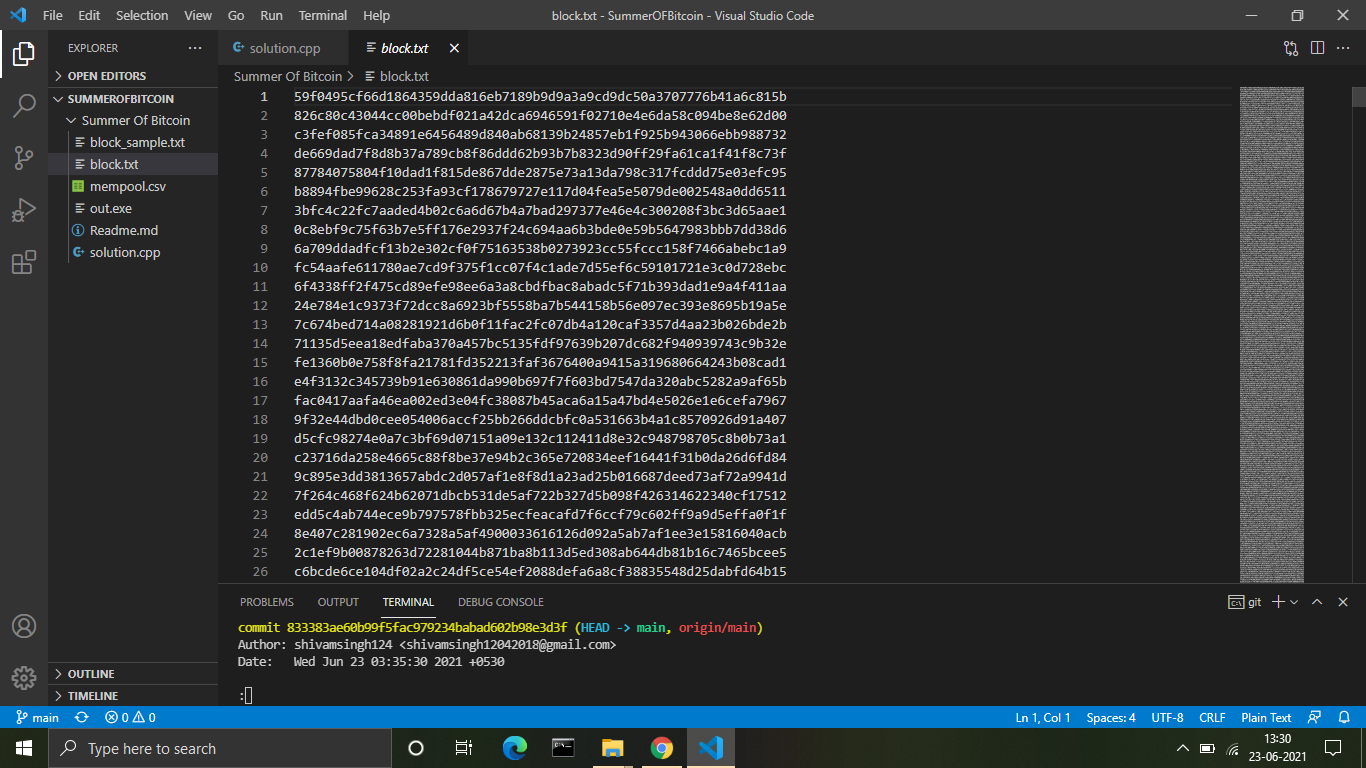 File Edit Selection View Go Run Terminal Help block.txt - SummerOFBitcoin - Visual Studio Code
EXPLORER
OPEN EDITORS
SUMMEROFBITCOIN
Summer Of Bitcoin
block_sample.txt
block.txt
mempool.csv
out.exe
Readme.md
solution.cpp
OUTLINE
TIMELINE
solution.cpp block.txt
Summer Of Bitcoin > block.txt
1 59f0495cf66d1864359dda816eb7189b9d9a3a9cd9dc50a3707776b41a6c815b
2 826c80c43044cc00bebdf021a42dca6946591f02710e4e6da58c094be8e62d00
3 c3fef085fca34891e6456489d840ab68139b24857eb1f925b943066ebb988732
4 de669dad7f8d8b37a789cb8f86ddd62b93b7b8323d90ff29fa61ca1f41f8c73f
5 87784075804f10dad1f815de867dde2875e73a13da798c317fcddd75e03efc95
6 b8894fbe99628c253fa93cf178679727e117d04fea5e5079de002548a0dd6511
7 3bfc4c22fc7aaded4b02c6a6d67b4a7bad297377e46e4c300208f3bc3d65aae1
8 0c8ebf9c75f63b7e5ff176e2937f24c694aa6b3bde0e59b5647983bbb7dd38d6
9 6a709ddadfcf13b2e302cf0f75163538b0273923cc55fccc158f7466abebc1a9
10 fc54aafe611780ae7cd9f375f1cc07f4c1ade7d55ef6c59101721e3c0d728ebc
11 6f4338ff2f475cd89efe98ee6a3a8cbdfbac8abadc5f71b393dad1e9a4f411aa
12 24e784e1c9373f72dcc8a6923bf5558ba7b544158b56e097ec393e8695b19a5e
13 7c674bed714a08281921d6b0f11fac2fc07db4a120caf3357d4aa23b026bde2b
14 71135d5eea18edfaba370a457bc5135fdf97039b207dc682f940939743c9b32e
15 fe1360b0e758f8fa21781fd352213faf3676400a9415a319680664243b08cad1
16 e4f3132c345739b91e630861da990b697f7f603bd7547da320abc5282a9af65b
17 fac0417aafa46ea002ed3e04fc38087b45aca6a15a47bd4e5026e1e6cefa7967
18 9f32e44dbd0cee054006accf25bb266ddcbfc0a531663b4a1c8570926d91a407
19 d5cfc98274e0a7c3bf69d07151a09e132c112411d8e32c948798705c8b0b73a1
20 c23716da258e4665c88f8be37e94b2c365e720834eef16441f31b0da26d6fd84
21 9c895e3dd3813657abdc2d057af1e8f8d1a23ad25b016687deed73af72a9941d
22 7f264c468f624b62071dbcb531de5af722b327d5b098f426314622340cf17512
23 edd5c4ab744ece9b797578fbb325ecfeacafd7f6ccf79c602ff9a9d5effa0f1f
24 8e407c281902ec6a7328a5af4900033616126d092a5ab7af1ee3e15816040acb
25 2c1ef9b00878263d72281044b871ba8b113d5ed308ab644db81b16c7465bcee5
26 c6bcde6ce104df02a2c24df5ce54ef2088defa6a8cf38835548d25dabfd64b15
PROBLEMS OUTPUT TERMINAL DEBUG CONSOLE git
commit 833383ae60b99f5fac979234babad602b98e3d3f (HEAD -> main, origin/main)
Author: shivamsingh124 <shivamsingh12042018@gmail.com>
Date: Wed Jun 23 03:35:30 2021 +0530
:
main 0 0 Ln 1, Col 1 Spaces: 4 UTF-8 CRLF Plain Text
Type here to search
13:30
23-06-2021